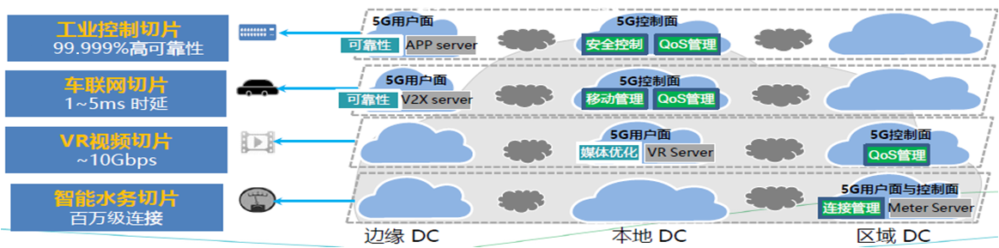 工业控制切片
99.999%高可靠性
5G用户面
可靠性 APP server
5G控制面
安全控制 QoS管理
车联网切片
1~5ms 时延
5G用户面
可靠性 V2X server
5G控制面
移动管理 QoS管理
VR视频切片
~10Gbps
5G用户面
媒体优化 VR Server
5G控制面
QoS管理
智能水务切片
百万级连接
5G用户面与控制面
连接管理 Meter Server
边缘 DC
本地 DC
区域 DC